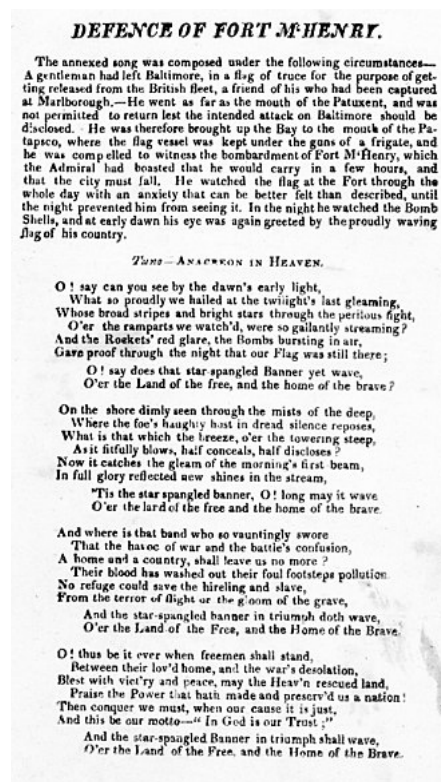 DEFENCE OF FORT M'HENRY.
The annexed song was composed under the following circumstances—
A gentleman had left Baltimore, in a flag of truce for the purpose of get-
ting released from the British fleet, a friend of his who had been captured
at Marlborough.—He went as far as the mouth of the Patuxent, and was
not permitted to return lest the intended attack on Baltimore should be
disclosed. He was therefore brought up the Bay to the mouth of the Pa-
tapsco, where the flag vessel was kept under the guns of a frigate, and
he was compelled to witness the bombardment of Fort M'Henry, which
the Admiral had boasted that he would carry in a few hours, and
that the city must fall. He watched the flag at the Fort through the
whole day with an anxiety that can be better felt than described, until
the night prevented him from seeing it. In the night he watched the Bomb
Shells, and at early dawn his eye was again greeted by the proudly waving
flag of his country.
Tune—ANACREON IN HEAVEN.
O! say can you see by the dawn's early light,
What so proudly we hailed at the twilight's last gleaming,
Whose broad stripes and bright stars through the perilous fight,
O'er the ramparts we watch'd, were so gallantly streaming?
And the Rockets' red glare, the Bombs bursting in air,
Gave proof through the night that our Flag was still there;
O! say does that star-spangled Banner yet wave,
O'er the Land of the free, and the home of the brave?
On the shore dimly seen through the mists of the deep,
Where the foe's haughty host in dread silence reposes,
What is that which the breeze, o'er the towering steep,
As it fitfully blows, half conceals, half discloses?
Now it catches the gleam of the morning's first beam,
In full glory reflected new shines in the stream,
'Tis the star spangled banner, O! long may it wave
O'er the land of the free and the home of the brave.
And where is that band who so vauntingly swore
That the havoc of war and the battle's confusion,
A home and a country, shall leave us no more?
Their blood has washed out their foul footsteps pollution.
No refuge could save the hireling and slave,
From the terror of flight or the gloom of the grave,
And the star-spangled banner in triumph doth wave,
O'er the Land of the Free, and the Home of the Brave.
O! thus be it ever when freemen shall stand,
Between their lov'd home, and the war's desolation,
Blest with vict'ry and peace, may the Heav'n rescued land,
Praise the Power that hath made and preserv'd us a nation!
Then conquer we must, when our cause it is just,
And this be our motto—"In God is our Trust;"
And the star-spangled Banner in triumph shall wave,
O'er the Land of the Free, and the Home of the Brave.